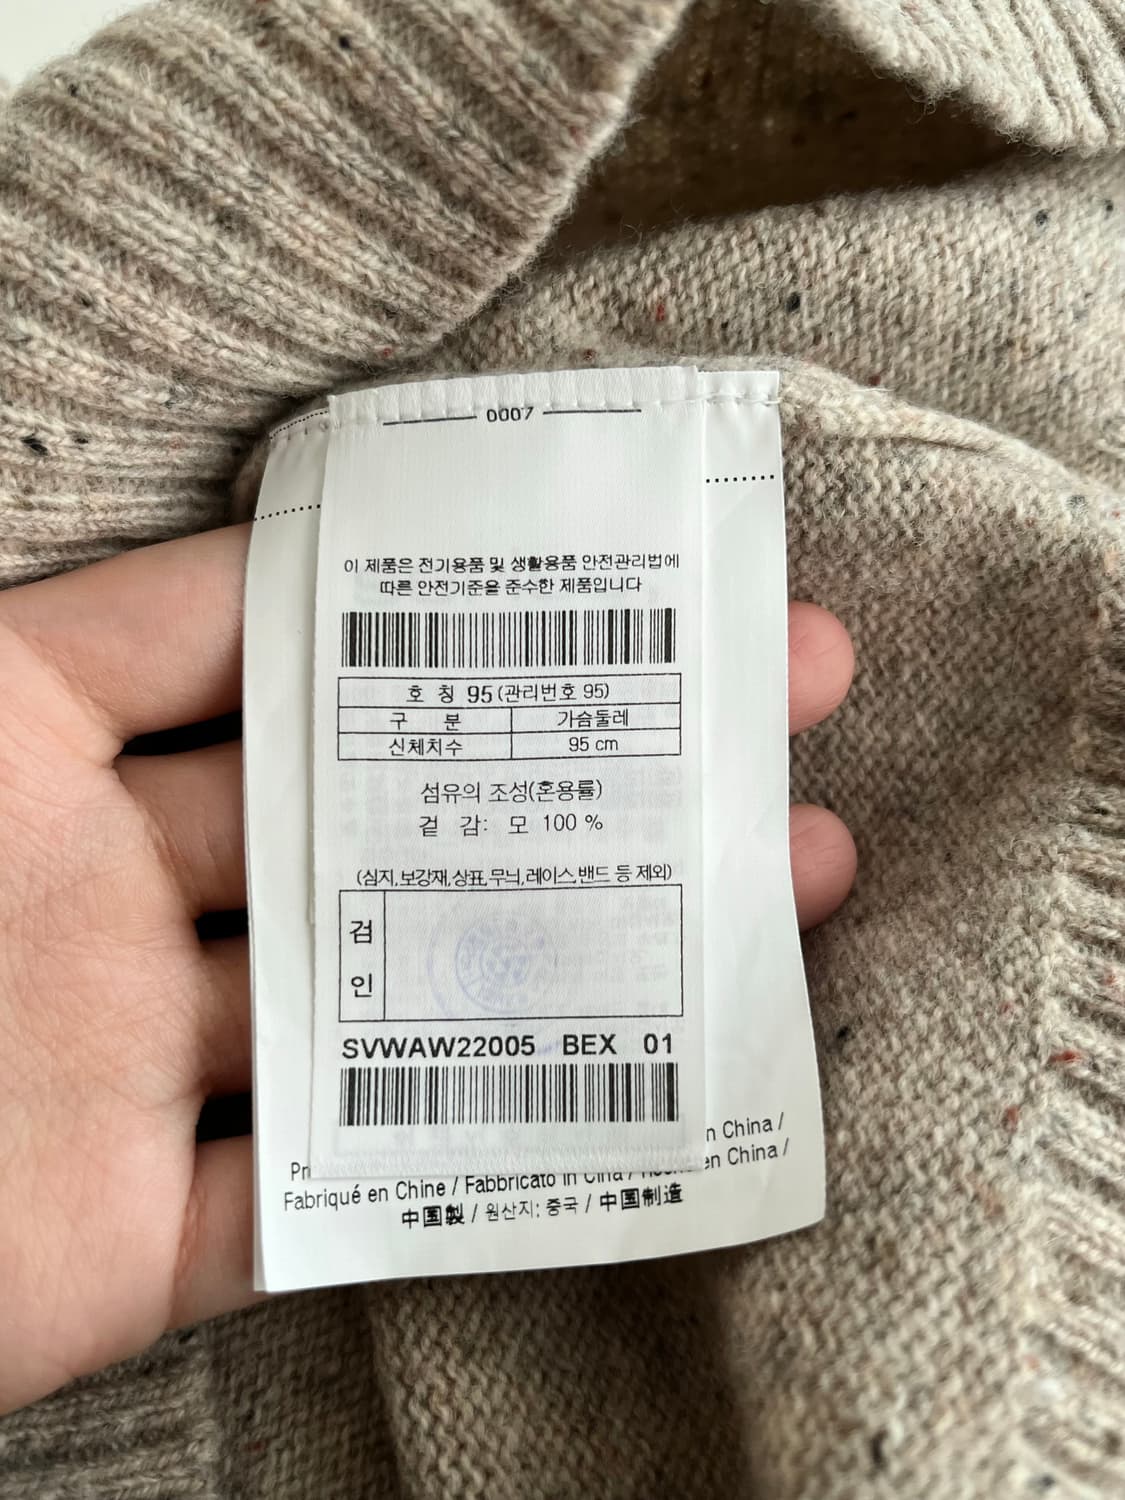 0007
이 제품은 전기용품 및 생활용품 안전관리법에
따른 안전기준을 준수한 제품입니다
호 칭 95 (관리번호 95)
구 분 가슴둘레
신체치수 95 cm
섬유의 조성(혼용률)
겉 감: 모 100 %
(심지,보강재,상표,무늬,레이스,밴드 등 제외)
검
인
SVWAW22005 BEX 01
China /
Fabriqué en Chine / Fabbricato in Cina / en China /
中国製 / 원산지: 중국 / 中国制造